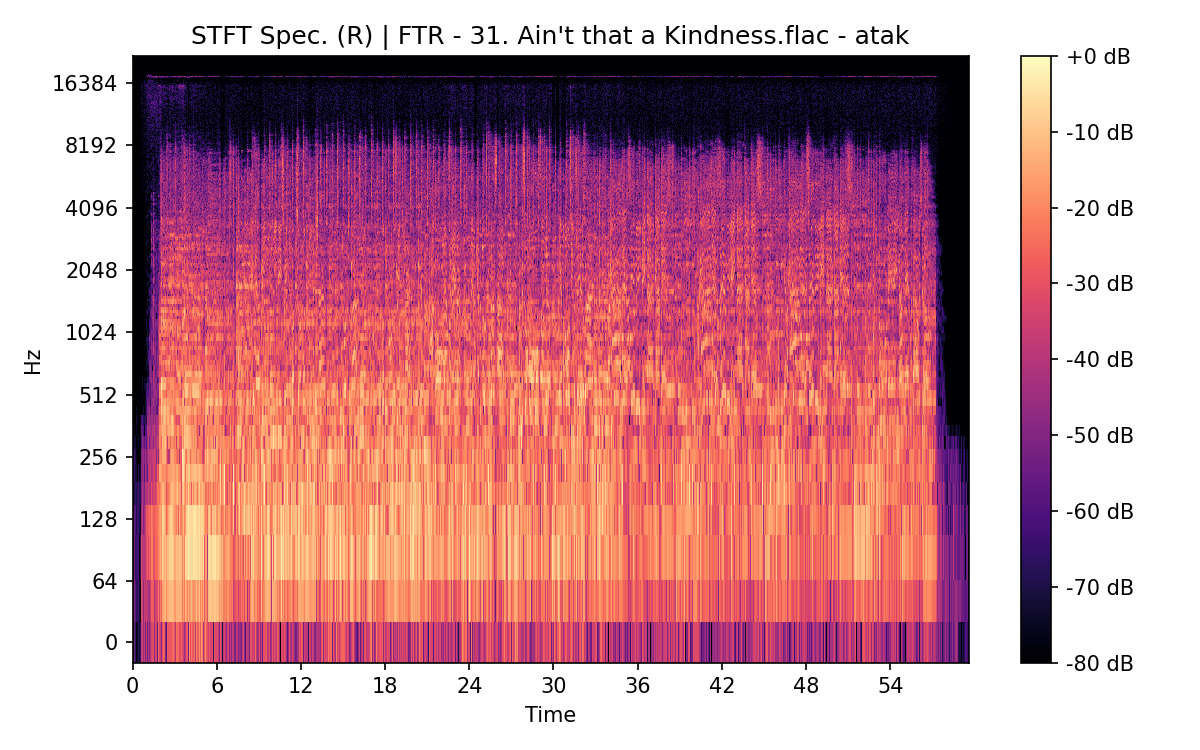 STFT Spec. (R) | FTR - 31. Ain't that a Kindness.flac - atak
16384
8192
4096
2048
1024
512
256
128
64
0
Hz
0 6 12 18 24 30 36 42 48 54
Time
+0 dB
-10 dB
-20 dB
-30 dB
-40 dB
-50 dB
-60 dB
-70 dB
-80 dB